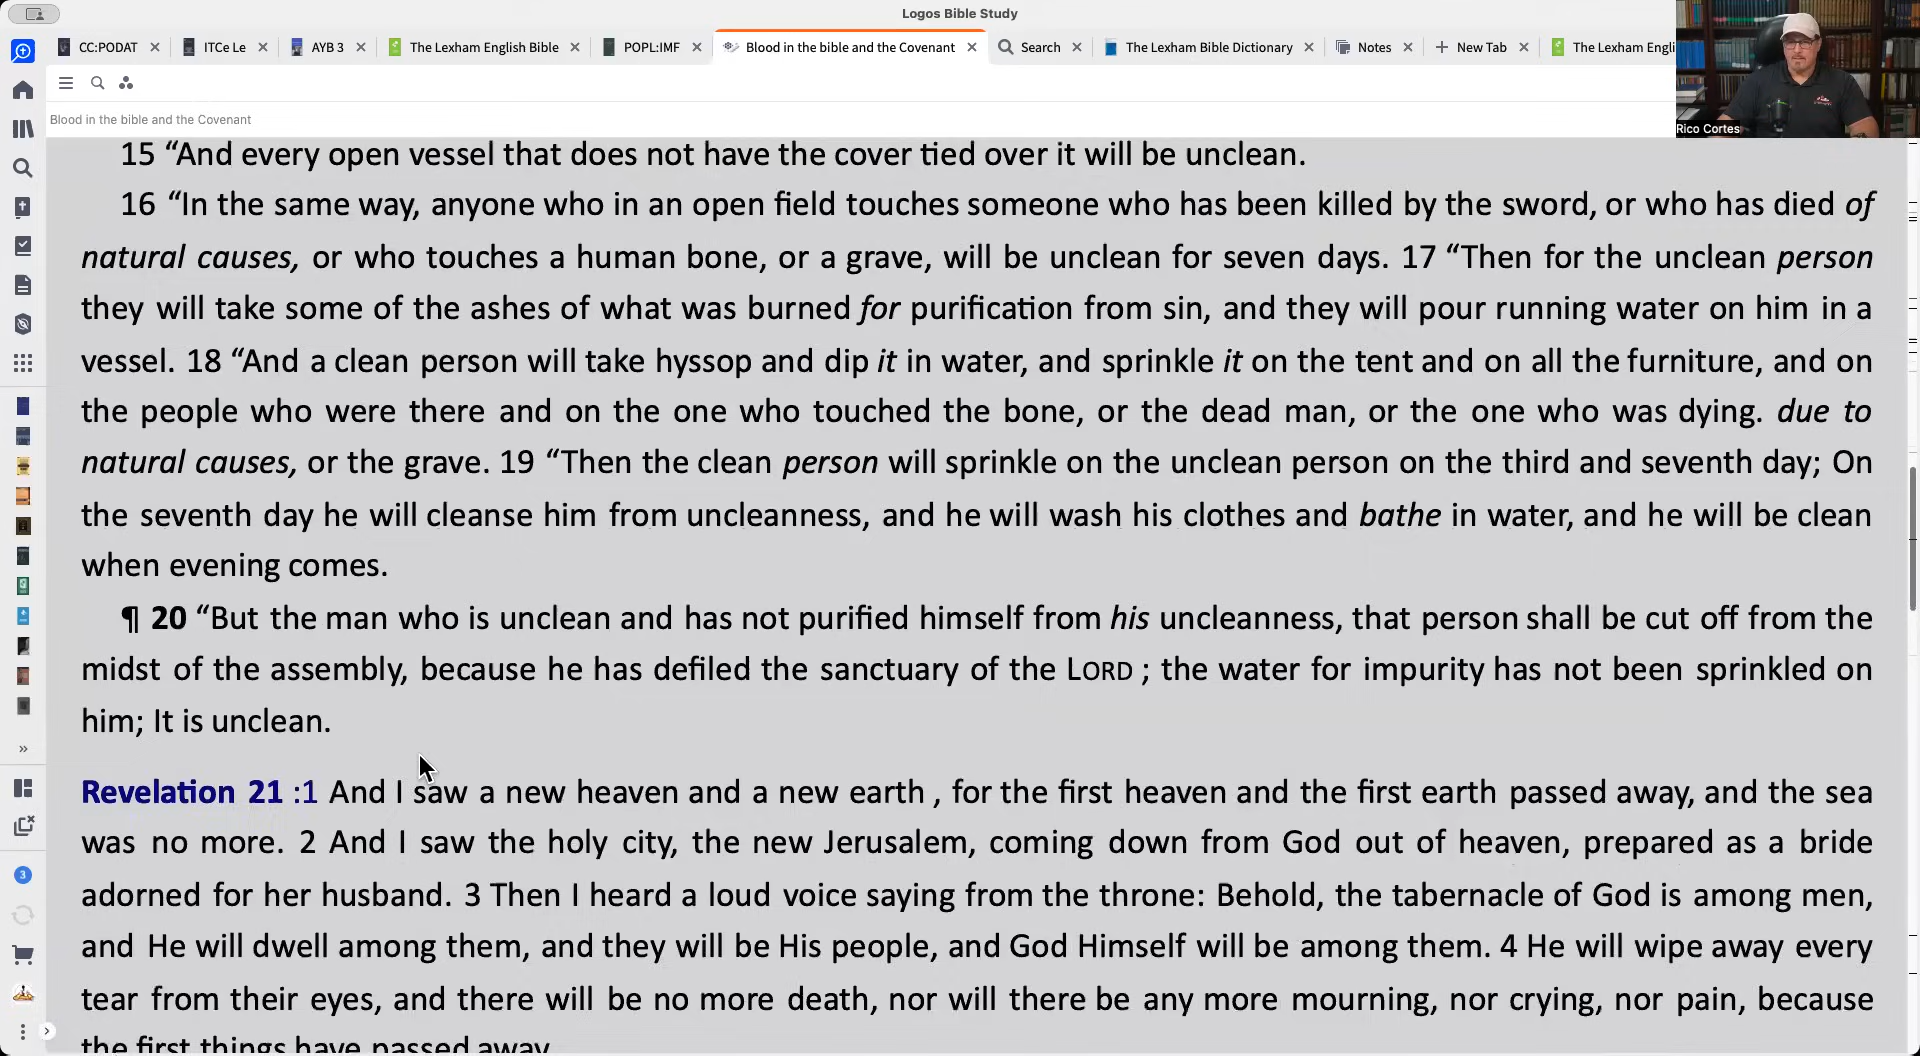 Logos Bible Study
CC:PODAT
ITCe Le
AYB 3
The Lexham English Bible
POPL:IMF
Blood in the bible and the Covenant
Search
The Lexham Bible Dictionary
Notes
New Tab
The Lexham Engli
Rico Cortes
Blood in the bible and the Covenant
15 “And every open vessel that does not have the cover tied over it will be unclean.
16 “In the same way, anyone who in an open field touches someone who has been killed by the sword, or who has died of
natural causes, or who touches a human bone, or a grave, will be unclean for seven days. 17 “Then for the unclean person
they will take some of the ashes of what was burned for purification from sin, and they will pour running water on him in a
vessel. 18 “And a clean person will take hyssop and dip it in water, and sprinkle it on the tent and on all the furniture, and on
the people who were there and on the one who touched the bone, or the dead man, or the one who was dying. due to
natural causes, or the grave. 19 “Then the clean person will sprinkle on the unclean person on the third and seventh day; On
the seventh day he will cleanse him from uncleanness, and he will wash his clothes and bathe in water, and he will be clean
when evening comes.
¶ 20 “But the man who is unclean and has not purified himself from his uncleanness, that person shall be cut off from the
midst of the assembly, because he has defiled the sanctuary of the LORD ; the water for impurity has not been sprinkled on
him; It is unclean.
Revelation 21 :1 And I saw a new heaven and a new earth , for the first heaven and the first earth passed away, and the sea
was no more. 2 And I saw the holy city, the new Jerusalem, coming down from God out of heaven, prepared as a bride
adorned for her husband. 3 Then I heard a loud voice saying from the throne: Behold, the tabernacle of God is among men,
and He will dwell among them, and they will be His people, and God Himself will be among them. 4 He will wipe away every
tear from their eyes, and there will be no more death, nor will there be any more mourning, nor crying, nor pain, because
the first things have passed away
3